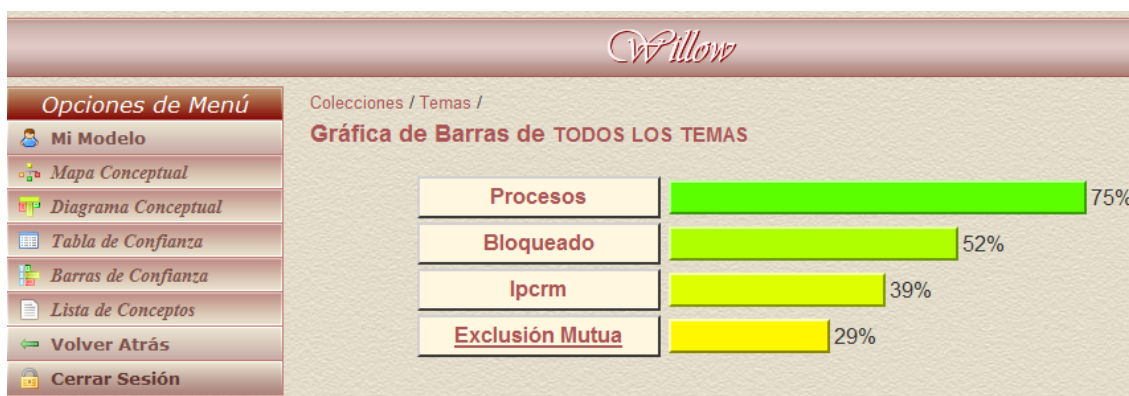 Willow
Opciones de Menú
Mi Modelo
Mapa Conceptual
Diagrama Conceptual
Tabla de Confianza
Barras de Confianza
Lista de Conceptos
Volver Atrás
Cerrar Sesión
Colecciones / Temas /
Gráfica de Barras de TODOS LOS TEMAS
Procesos 75%
Bloqueado 52%
Ipcrm 39%
Exclusión Mutua 29%